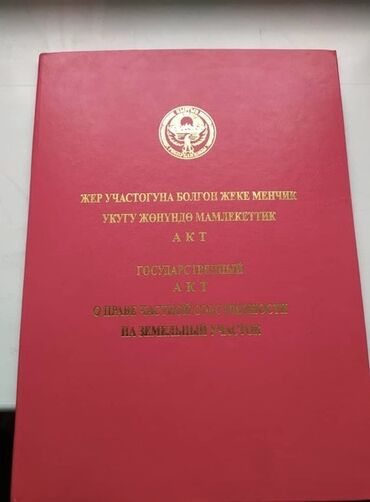 ЖЕР УЧАСТОГУНА БОЛГОН ЖЕКЕ МЕНЧИК
УКУГУ ЖӨНҮНДӨ МАМЛЕКЕТТИК
АКТ
ГОСУДАРСТВЕННЫЙ
АКТ
О ПРАВЕ ЧАСТНОЙ СОБСТВЕННОСТИ
НА ЗЕМЕЛЬНЫЙ УЧАСТОК